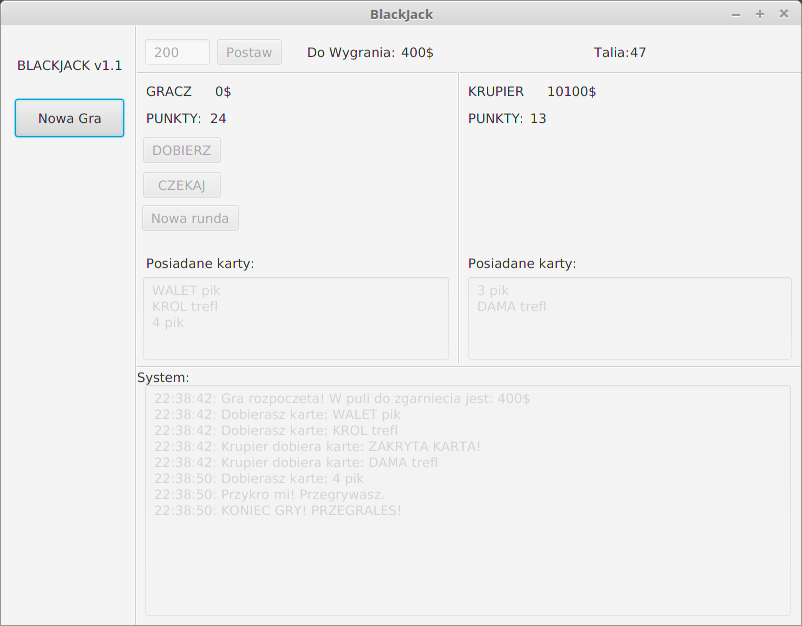 BlackJack
BLACKJACK v1.1
Nowa Gra
200 Postaw Do Wygrania: 400$ Talia:47
GRACZ 0$
PUNKTY: 24
DOBIERZ
CZEKAJ
Nowa runda
Posiadane karty:
WALET pik
KROL trefl
4 pik
KRUPIER 10100$
PUNKTY: 13
Posiadane karty:
3 pik
DAMA trefl
System:
22:38:42: Gra rozpoczeta! W puli do zgarniecia jest: 400$
22:38:42: Dobierasz karte: WALET pik
22:38:42: Dobierasz karte: KROL trefl
22:38:42: Krupier dobiera karte: ZAKRYTA KARTA!
22:38:42: Krupier dobiera karte: DAMA trefl
22:38:50: Dobierasz karte: 4 pik
22:38:50: Przykro mi! Przegrywasz.
22:38:50: KONIEC GRY! PRZEGRALES!